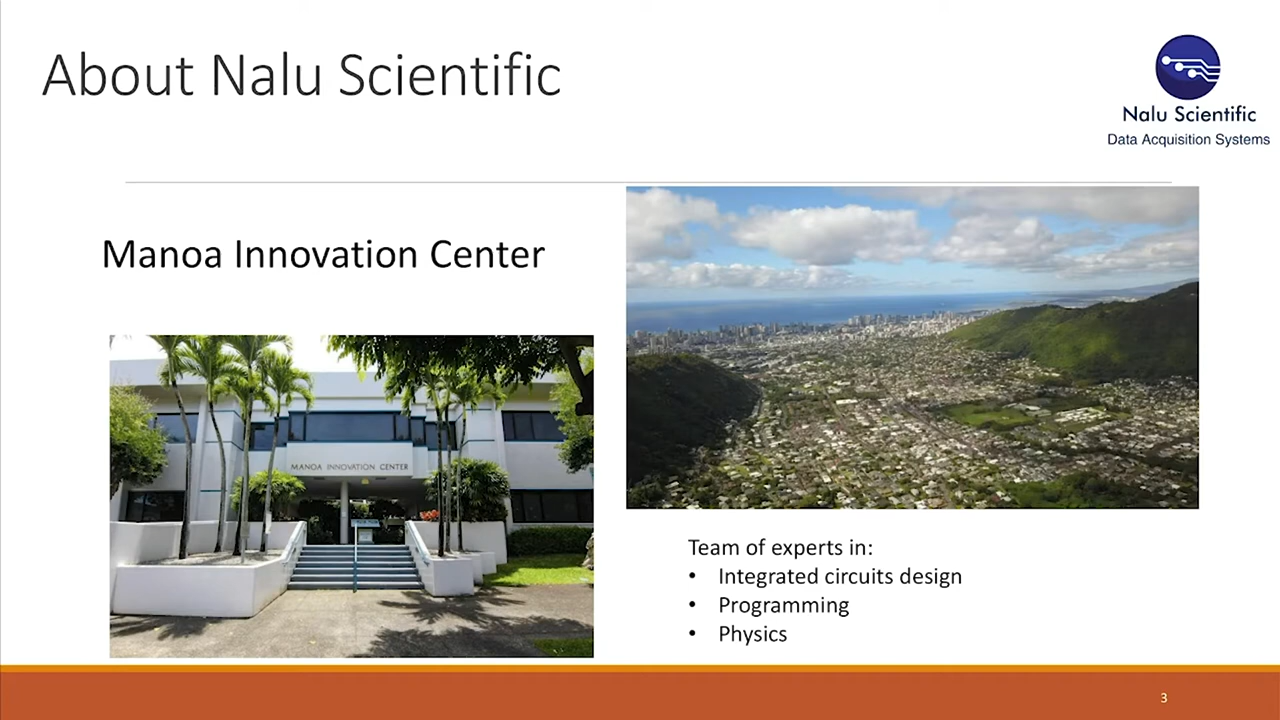 About Nalu Scientific
Nalu Scientific
Data Acquisition Systems
Manoa Innovation Center
MANOA INNOVATION CENTER
Team of experts in:
• Integrated circuits design
• Programming
• Physics
3